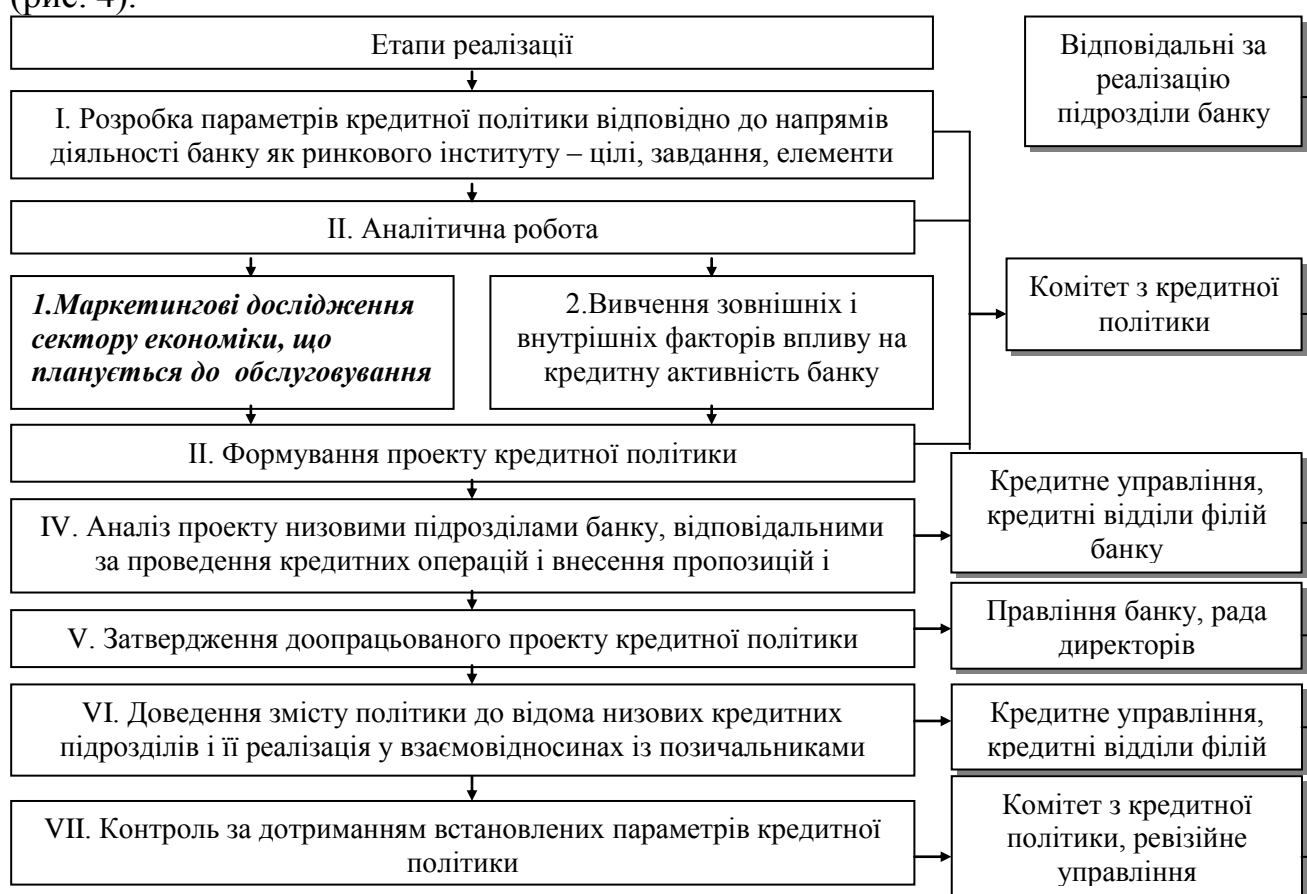 (рис. 4).
Етапи реалізації
Відповідальні за
реалізацію
підрозділи банку
І. Розробка параметрів кредитної політики відповідно до напрямів
діяльності банку як ринкового інституту – цілі, завдання, елементи
ІІ. Аналітична робота
1.Маркетингові дослідження
сектору економіки, що
планується до обслуговування
2.Вивчення зовнішніх і
внутрішніх факторів впливу на
кредитну активність банку
Комітет з кредитної
політики
ІІ. Формування проекту кредитної політики
IV. Аналіз проекту низовими підрозділами банку, відповідальними
за проведення кредитних операцій і внесення пропозицій і
Кредитне управління,
кредитні відділи філій
банку
V. Затвердження доопрацьованого проекту кредитної політики
Правління банку, рада
директорів
VI. Доведення змісту політики до відома низових кредитних
підрозділів і її реалізація у взаємовідносинах із позичальниками
Кредитне управління,
кредитні відділи філій
VII. Контроль за дотриманням встановлених параметрів кредитної
політики
Комітет з кредитної
політики, ревізійне
управління